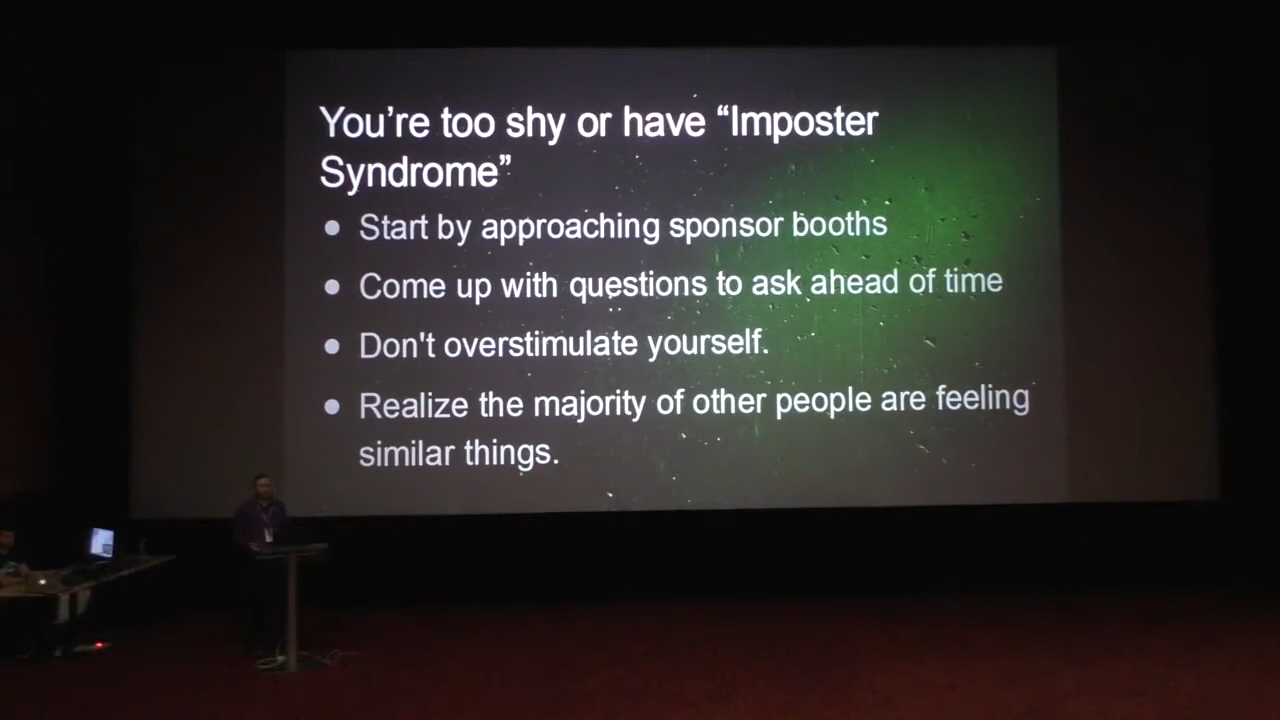 You’re too shy or have “Imposter
Syndrome”
● Start by approaching sponsor booths
● Come up with questions to ask ahead of time
● Don't overstimulate yourself.
● Realize the majority of other people are feeling
similar things.